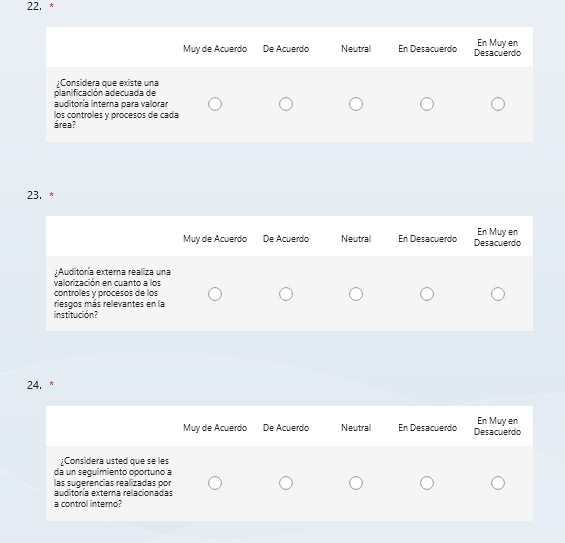 22. *
Muy de Acuerdo De Acuerdo Neutral En Desacuerdo En Muy en Desacuerdo
¿Considera que existe una
planificación adecuada de
auditoría interna para valorar
los controles y procesos de cada
área?
23. *
Muy de Acuerdo De Acuerdo Neutral En Desacuerdo En Muy en Desacuerdo
¿Auditoría externa realiza una
valorización en cuanto a los
controles y procesos de los
riesgos más relevantes en la
institución?
24. *
Muy de Acuerdo De Acuerdo Neutral En Desacuerdo En Muy en Desacuerdo
¿Considera usted que se les
da un seguimiento oportuno a
las sugerencias realizadas por
auditoría externa relacionadas
a control interno?